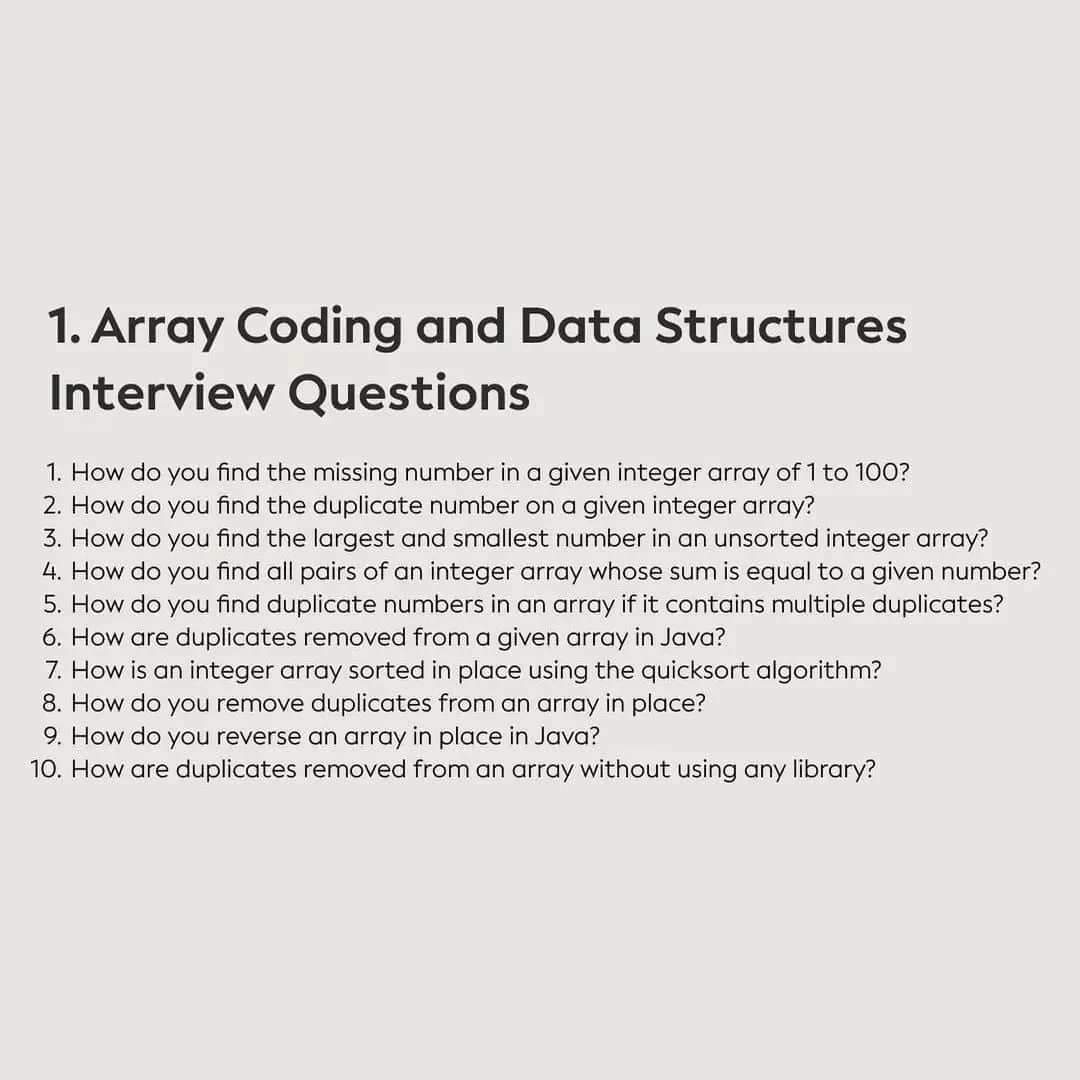 1. Array Coding and Data Structures
Interview Questions
1. How do you find the missing number in a given integer array of 1 to 100?
2. How do you find the duplicate number on a given integer array?
3. How do you find the largest and smallest number in an unsorted integer array?
4. How do you find all pairs of an integer array whose sum is equal to a given number?
5. How do you find duplicate numbers in an array if it contains multiple duplicates?
6. How are duplicates removed from a given array in Java?
7. How is an integer array sorted in place using the quicksort algorithm?
8. How do you remove duplicates from an array in place?
9. How do you reverse an array in place in Java?
10. How are duplicates removed from an array without using any library?